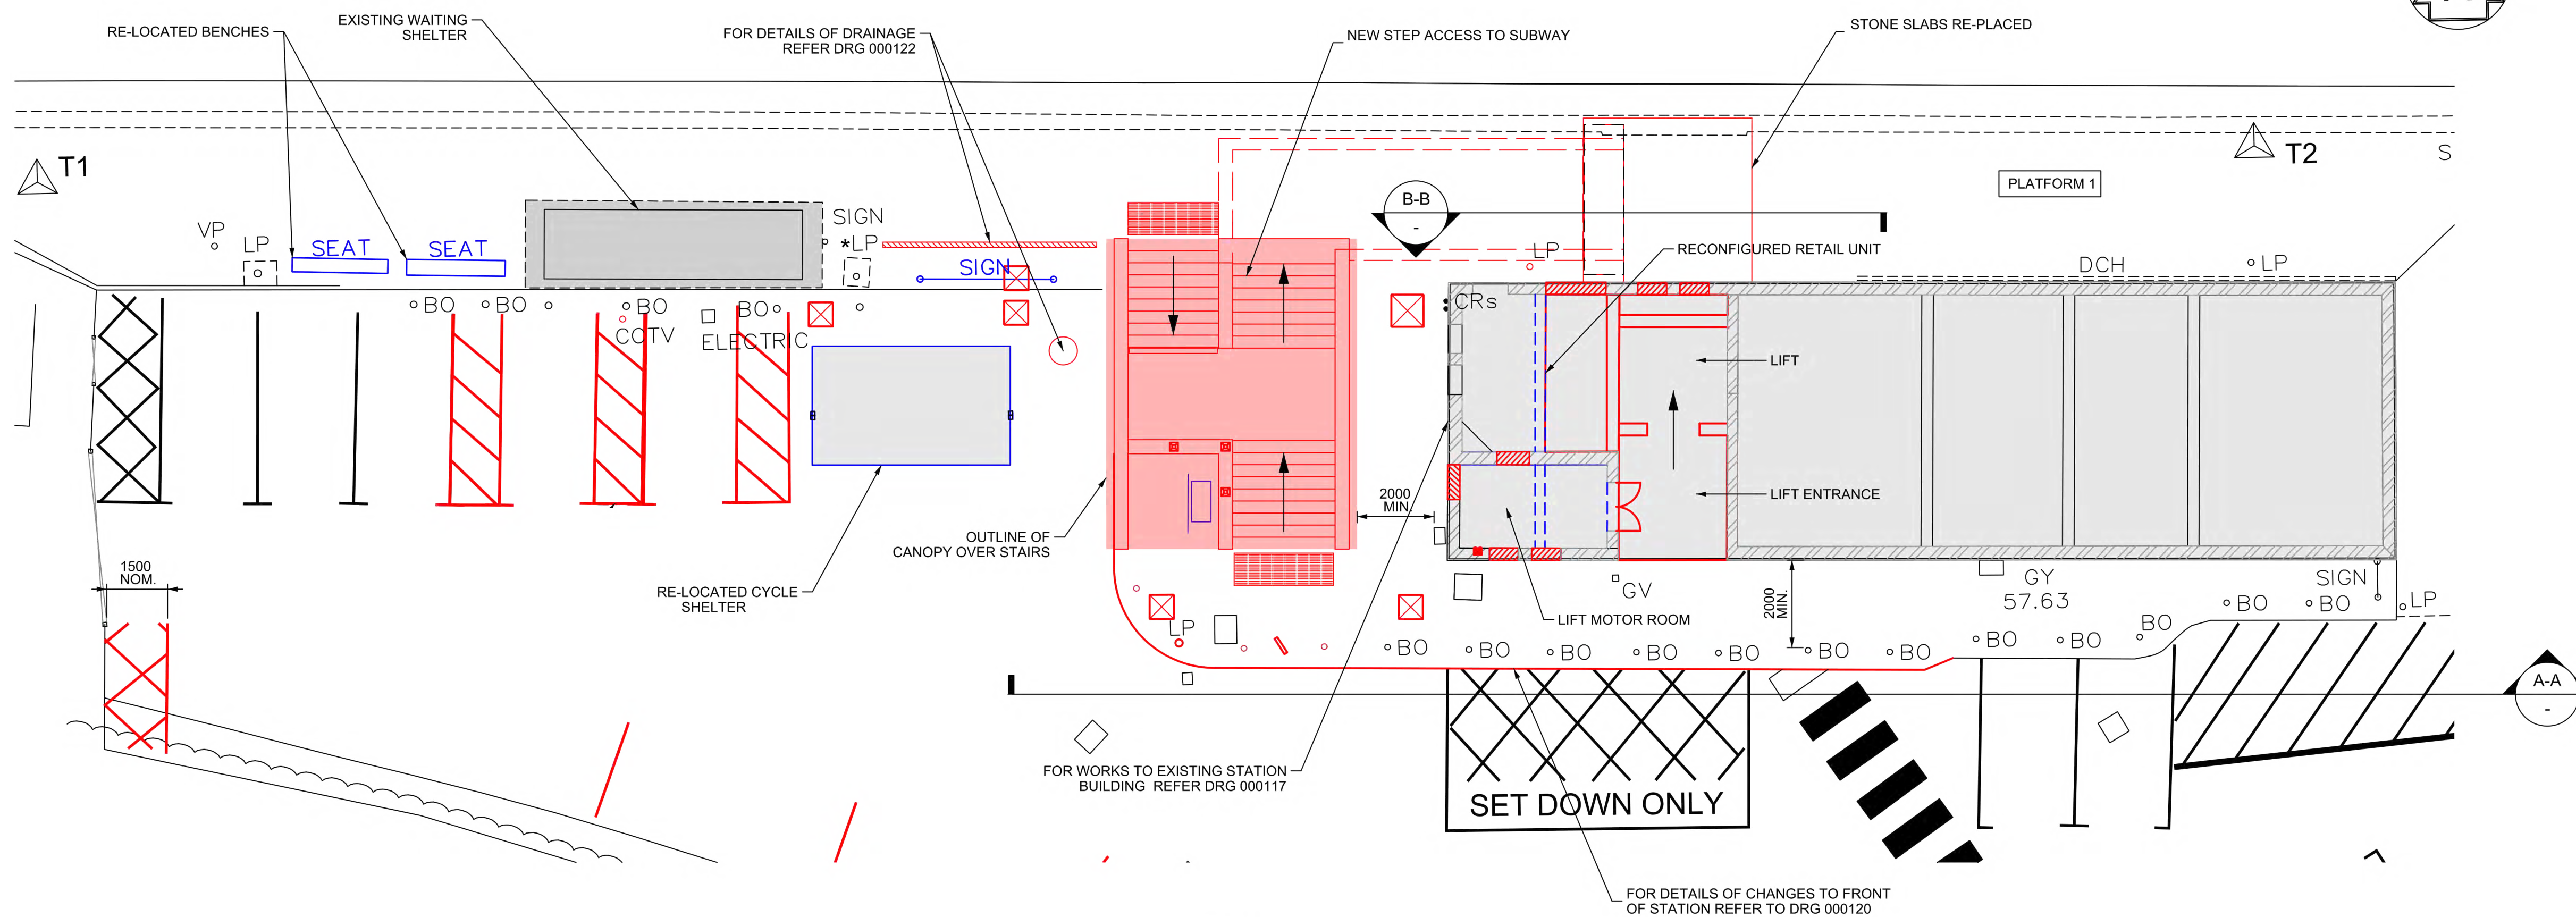 RE-LOCATED BENCHES
EXISTING WAITING
SHELTER
FOR DETAILS OF DRAINAGE
REFER DRG 000122
NEW STEP ACCESS TO SUBWAY
STONE SLABS RE-PLACED
T1
T2
S
PLATFORM 1
B-B
-
VP
LP
SEAT
SEAT
SIGN
*LP
SIGN
LP
RECONFIGURED RETAIL UNIT
DCH
LP
BO
BO
BO
BO
CCTV
ELECTRIC
CRs
LIFT
LIFT ENTRANCE
2000
MIN.
OUTLINE OF
CANOPY OVER STAIRS
1500
NOM.
RE-LOCATED CYCLE
SHELTER
GV
LIFT MOTOR ROOM
2000
MIN.
GY
57.63
SIGN
LP
BO
BO
BO
LP
BO
BO
BO
BO
BO
BO
BO
BO
BO
A-A
-
FOR WORKS TO EXISTING STATION
BUILDING REFER DRG 000117
SET DOWN ONLY
FOR DETAILS OF CHANGES TO FRONT
OF STATION REFER TO DRG 000120